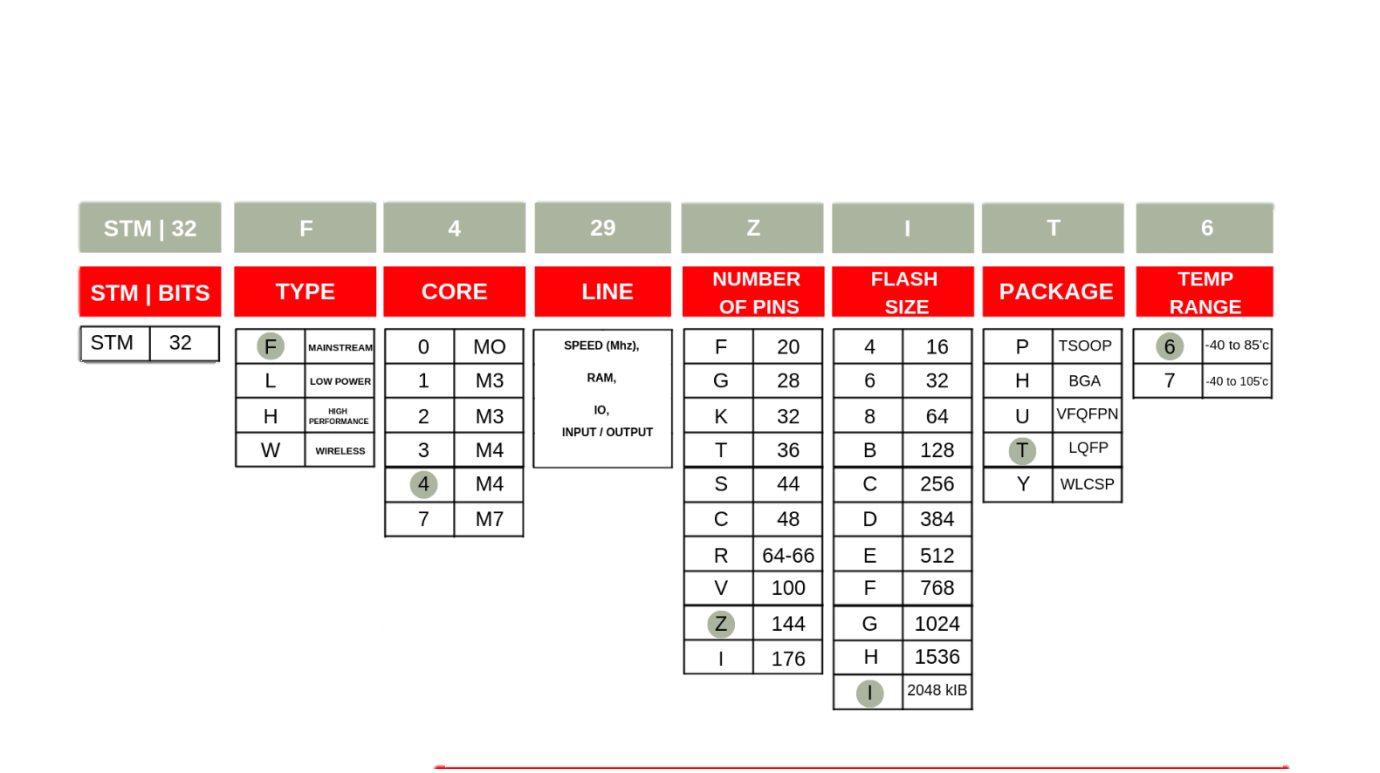 STM | 32 F 4 29 Z I T 6
STM | BITS TYPE CORE LINE NUMBER OF PINS FLASH SIZE PACKAGE TEMP RANGE
STM 32
F MAINSTREAM
L LOW POWER
H HIGH PERFORMANCE
W WIRELESS
0 MO
1 M3
2 M3
3 M4
4 M4
7 M7
SPEED (Mhz),
RAM,
IO,
INPUT / OUTPUT
F 20
G 28
K 32
T 36
S 44
C 48
R 64-66
V 100
Z 144
I 176
4 16
6 32
8 64
B 128
C 256
D 384
E 512
F 768
G 1024
H 1536
I 2048 kIB
P TSOOP
H BGA
U VFQFPN
T LQFP
Y WLCSP
6 -40 to 85'c
7 -40 to 105'c